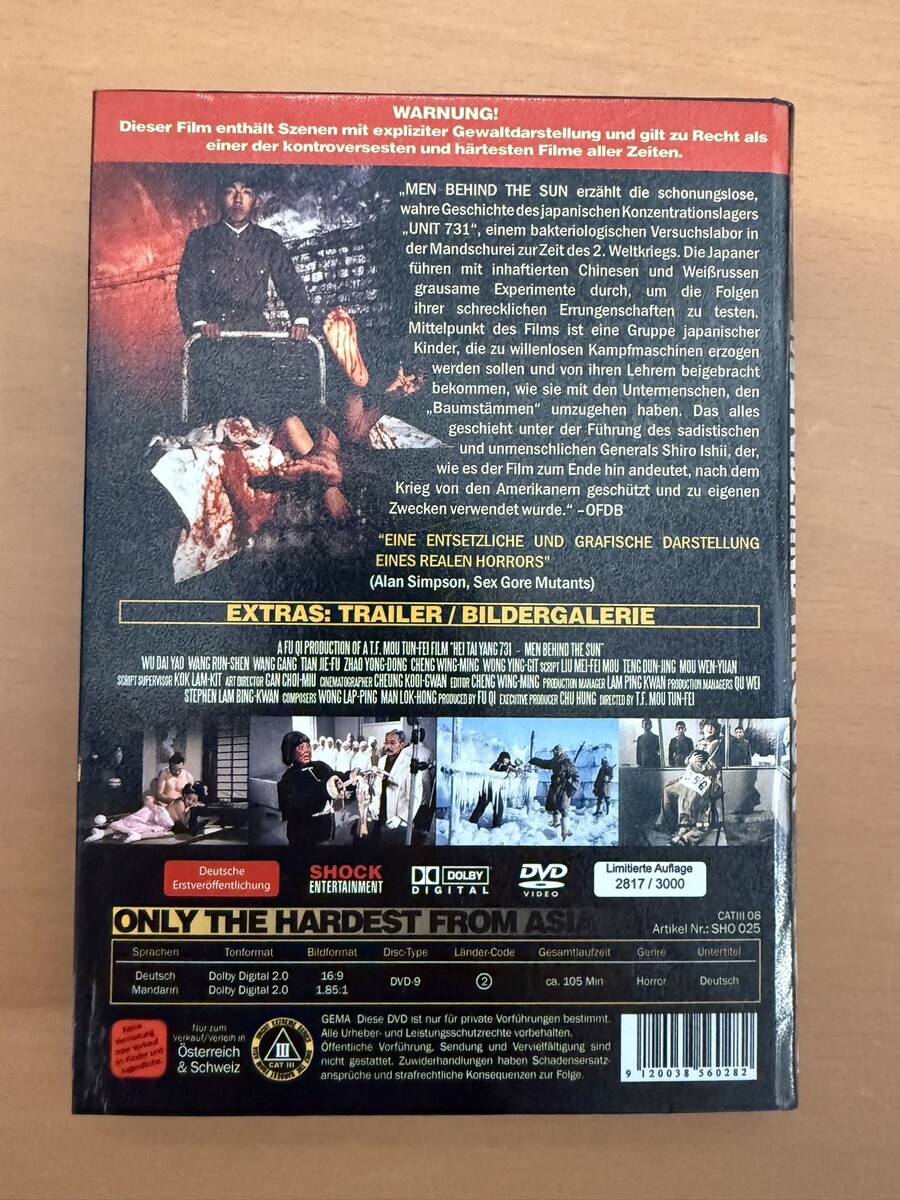 WARNUNG!
Dieser Film enthält Szenen mit expliziter Gewaltdarstellung und gilt zu Recht als
einer der kontroversesten und härtesten Filme aller Zeiten.
„MEN BEHIND THE SUN erzählt die schonungslose,
wahre Geschichte des japanischen Konzentrationslagers
„UNIT 731“, einem bakteriologischen Versuchslabor in
der Mandschurei zur Zeit des 2. Weltkriegs. Die Japaner
führen mit inhaftierten Chinesen und Weißrussen
grausame Experimente durch, um die Folgen
ihrer schrecklichen Errungenschaften zu testen.
Mittelpunkt des Films ist eine Gruppe japanischer
Kinder, die zu willenlosen Kampfmaschinen erzogen
werden sollen und von ihren Lehrern beigebracht
bekommen, wie sie mit den Untermenschen, den
„Baumstämmen“ umzugehen haben. Das alles
geschieht unter der Führung des sadistischen
und unmenschlichen Generals Shiro Ishii, der,
wie es der Film zum Ende hin andeutet, nach dem
Krieg von den Amerikanern geschützt und zu eigenen
Zwecken verwendet wurde.“ –OFDB
“EINE ENTSETZLICHE UND GRAFISCHE DARSTELLUNG
EINES REALEN HORRORS”
(Alan Simpson, Sex Gore Mutants)
EXTRAS: TRAILER / BILDERGALERIE
A FU QI PRODUCTION OF A T.F. MOU TUN-FEI FILM "HEI TAI YANG 731 – MEN BEHIND THE SUN"
WU DAI YAO WANG RUN-SHEN WANG GANG TIAN JIE-FU ZHAO YONG-DONG CHENG WING-MING WONG YING-GIT SCRIPT LIU MEI-FEI MOU TENG DUN-JING MOU WEN-YUAN
SCRIPT SUPERVISOR KOK LAM-KIT ART DIRECTOR GAN CHOI-MIU CINEMATOGRAPHER CHEUNG KOOI-GWAN EDITOR CHENG WING-MING PRODUCTION MANAGER LAM PING KWAN PRODUCTION MANAGERS QU WEI
STEPHEN LAM BING-KWAN COMPOSERS WONG LAP-PING MAN LOK-HONG PRODUCED BY FU QI EXECUTIVE PRODUCER CHU HUNG DIRECTED BY T.F. MOU TUN-FEI
Deutsche
Erstveröffentlichung
SHOCK
ENTERTAINMENT
DOLBY
DIGITAL
DVD
VIDEO
Limitierte Auflage
2817 / 3000
ONLY THE HARDEST FROM ASIA
CATIII 08
Artikel Nr.: SHO 025
Sprachen Tonformat Bildformat Disc-Type Länder-Code Gesamtlaufzeit Genre Untertitel
Deutsch Dolby Digital 2.0 16:9 DVD-9 2 ca. 105 Min Horror Deutsch
Mandarin Dolby Digital 2.0 1.85:1
Keine
Vermietung
oder Verkauf
an Kinder und
Jugendliche
Nur zum
Verkauf/Verleih in
Österreich
& Schweiz
III
CAT III
GEMA Diese DVD ist nur für private Vorführungen bestimmt.
Alle Urheber- und Leistungsschutzrechte vorbehalten.
Öffentliche Vorführung, Sendung und Vervielfältigung sind
nicht gestattet. Zuwiderhandlungen haben Schadensersatz-
ansprüche und strafrechtliche Konsequenzen zur Folge.
9 120038 560282